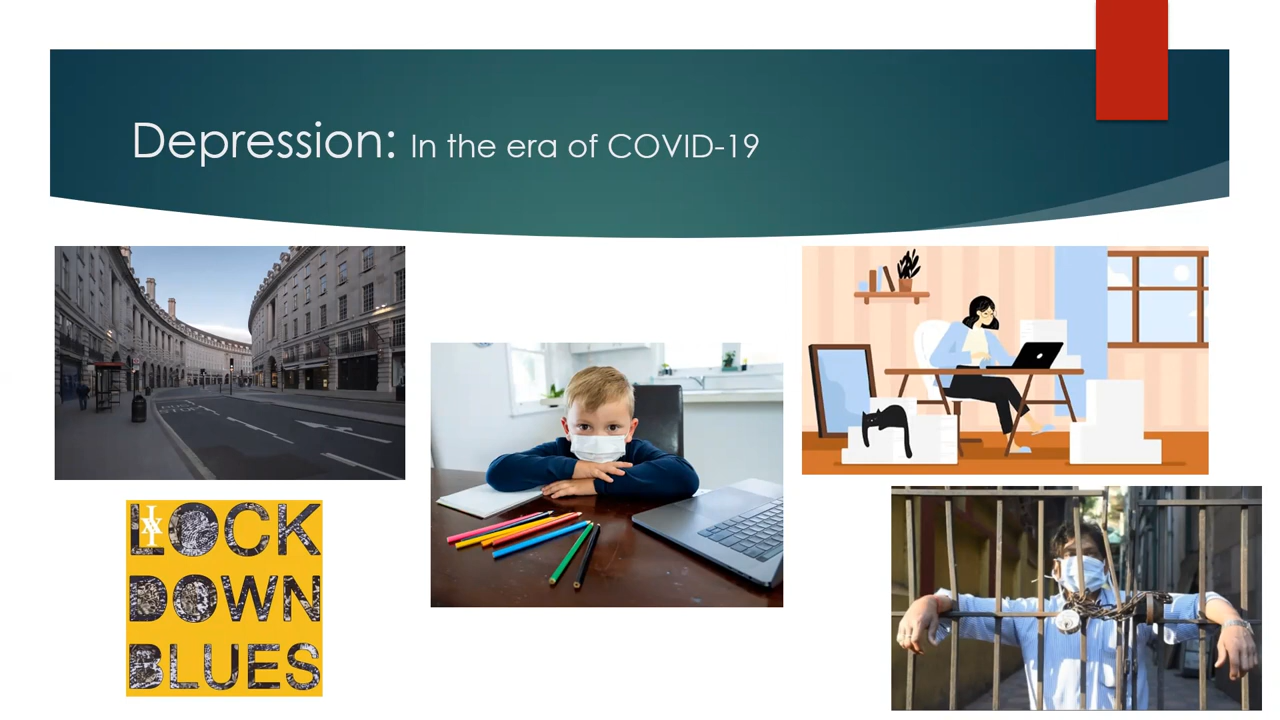 Depression: In the era of COVID-19
LOCK
DOWN
BLUES